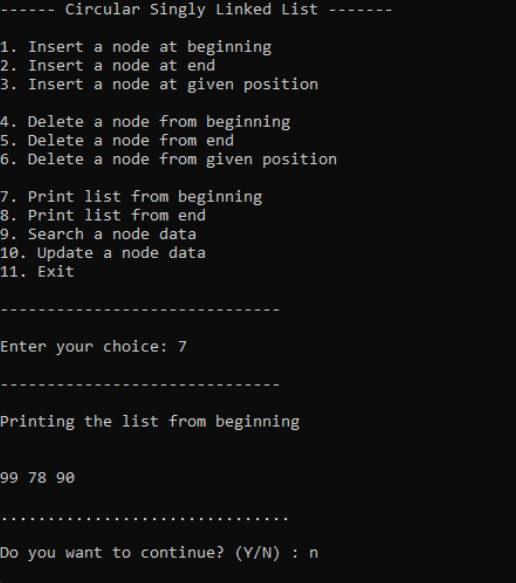 ------ Circular Singly Linked List -------
1. Insert a node at beginning
2. Insert a node at end
3. Insert a node at given position
4. Delete a node from beginning
5. Delete a node from end
6. Delete a node from given position
7. Print list from beginning
8. Print list from end
9. Search a node data
10. Update a node data
11. Exit
------------------------------
Enter your choice: 7
------------------------------
Printing the list from beginning
99 78 90
...............................
Do you want to continue? (Y/N) : n